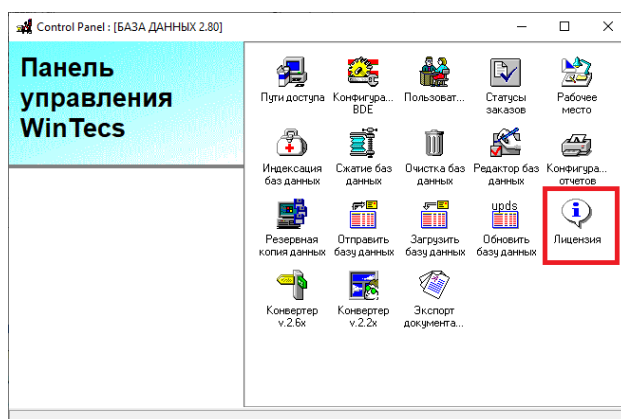 Control Panel : [БАЗА ДАННЫХ 2.80]
Панель
управления
WinTecs
Пути доступа
Конфигура...
BDE
Пользоват...
Статусы
заказов
Рабочее
место
Индексация
баз данных
Сжатие баз
данных
Очистка баз
данных
Редактор баз
данных
Конфигура...
отчетов
Резервная
копия данных
Отправить
базу данных
Загрузить
базу данных
upds
Обновить
базу данных
Лицензия
Конвертер
v.2.6x
Конвертер
v.2.2x
Экспорт
документа...